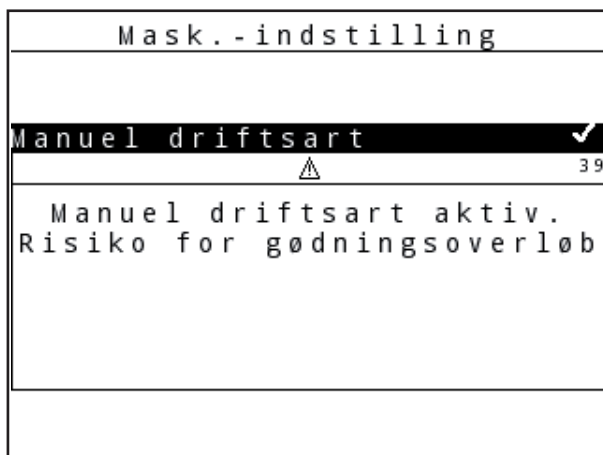 Mask.-indstilling
Manuel driftsart
39
Manuel driftsart aktiv.
Risiko for gødningsoverløb